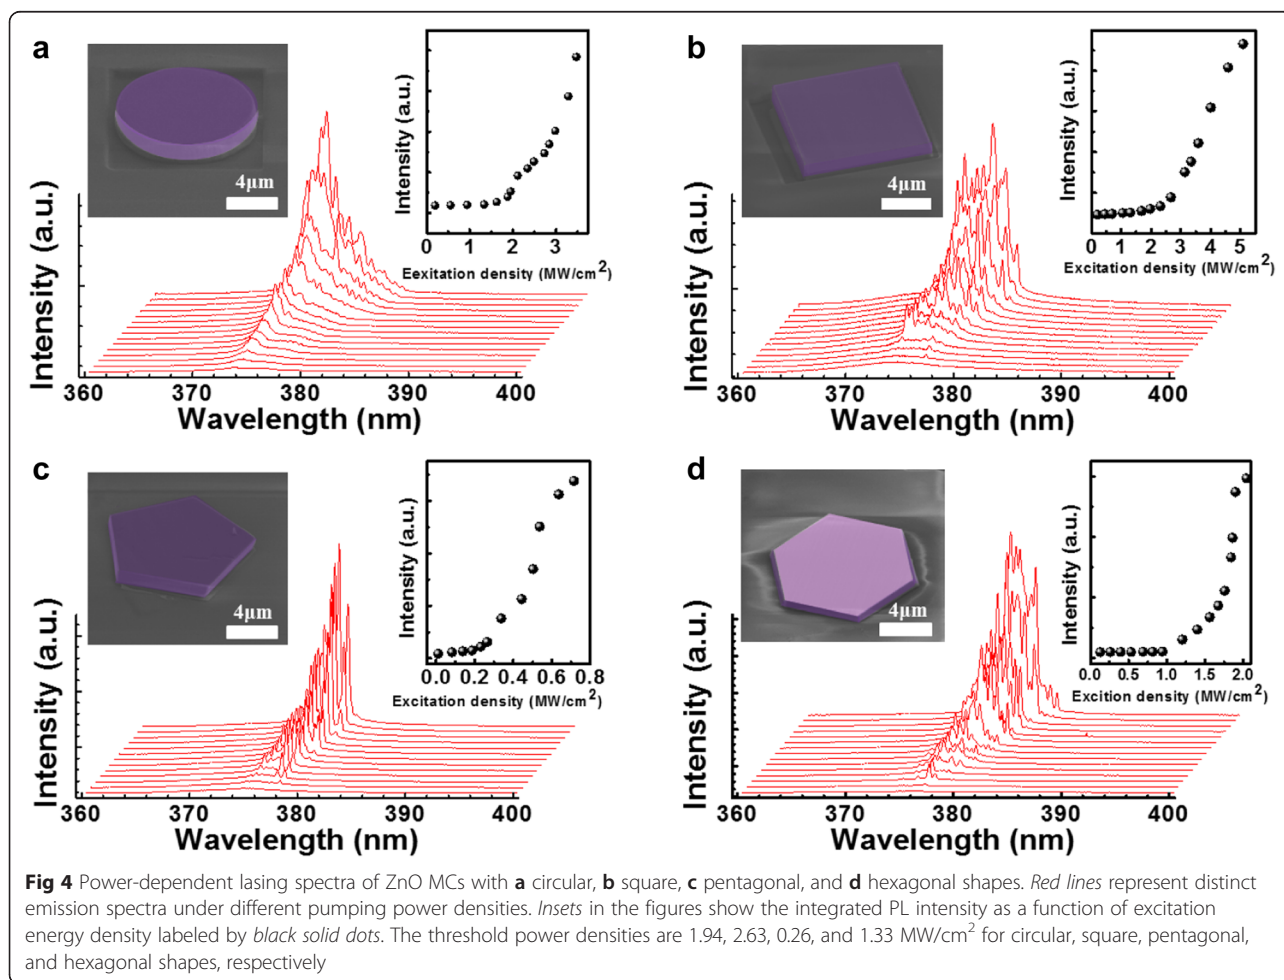 a
Intensity (a.u.)
4μm
Intensity (a.u.)
0 1 2 3
Eexitation density (MW/cm²)
360 370 380 390 400
Wavelength (nm)
b
Intensity (a.u.)
4μm
Intensity (a.u.)
0 1 2 3 4 5
Excitation density (MW/cm²)
360 370 380 390 400
Wavelength (nm)
c
Intensity (a.u.)
4μm
Intensity (a.u.)
0.0 0.2 0.4 0.6 0.8
Excitation density (MW/cm²)
360 370 380 390 400
Wavelength (nm)
d
Intensity (a.u.)
4μm
Intensity (a.u.)
0.0 0.5 1.0 1.5 2.0
Excition density (MW/cm²)
360 370 380 390 400
Wavelength (nm)
Fig 4 Power-dependent lasing spectra of ZnO MCs with a circular, b square, c pentagonal, and d hexagonal shapes. Red lines represent distinct
emission spectra under different pumping power densities. Insets in the figures show the integrated PL intensity as a function of excitation
energy density labeled by black solid dots. The threshold power densities are 1.94, 2.63, 0.26, and 1.33 MW/cm² for circular, square, pentagonal,
and hexagonal shapes, respectively